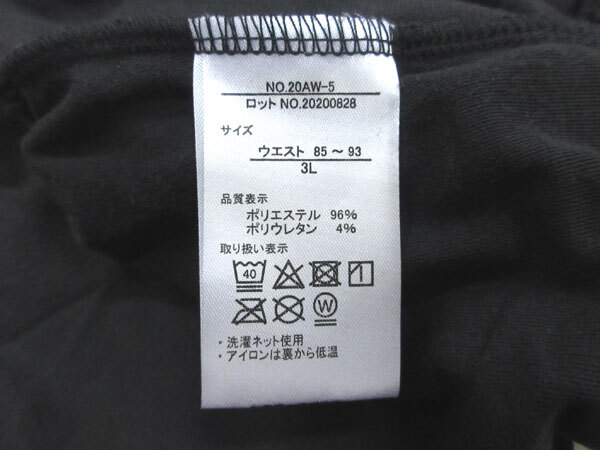 NO.20AW-5
ロット NO.20200828
サイズ
ウエスト 85～93
3L
品質表示
ポリエステル 96%
ポリウレタン 4%
取り扱い表示
40
W
・洗濯ネット使用
・アイロンは裏から低温